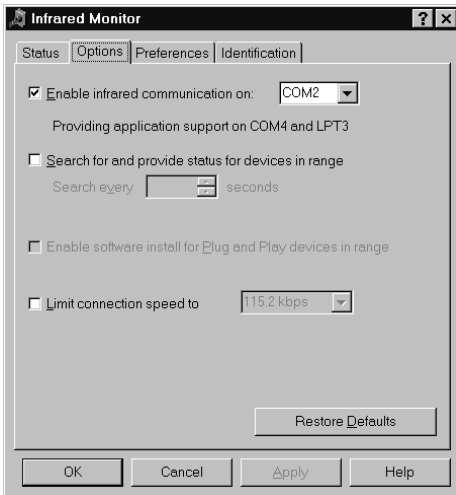 Infrared Monitor
Status Options Preferences Identification
Enable infrared communication on: COM2
Providing application support on COM4 and LPT3
Search for and provide status for devices in range
Search every seconds
Enable software install for Plug and Play devices in range
Limit connection speed to 115.2 kbps
Restore Defaults
OK Cancel Apply Help